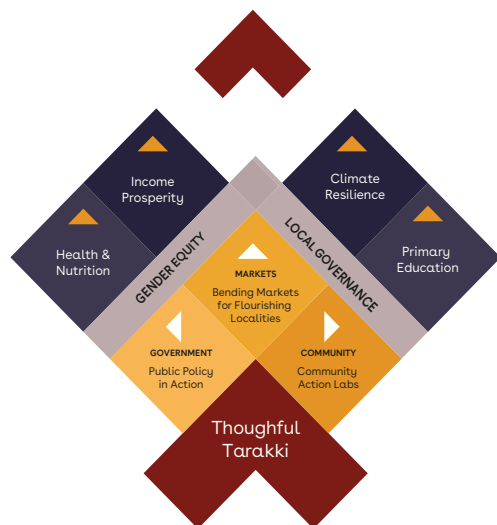 Income
Prosperity
Climate
Resilience
Health &
Nutrition
Primary
Education
GENDER EQUITY
LOCAL GOVERNANCE
MARKETS
Bending Markets
for Flourishing
Localities
GOVERNMENT
Public Policy
in Action
COMMUNITY
Community
Action Labs
Thoughful
Tarakki